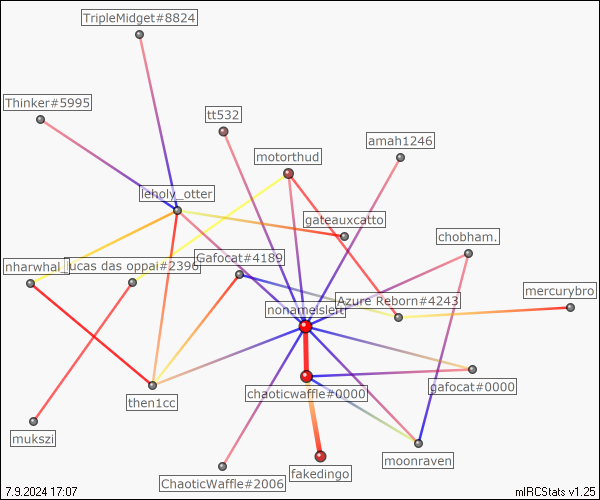 TripleMidget#8824
Thinker#5995
tt532
amah1246
motorthud
leholy_otter
gateauxcatto
chobham.
Gafocat#4189
nharwhal
lucas das oppai#2396
mercurybro
Azure Reborn#4243
nonameisleft
gafocat#0000
chaoticwaffle#0000
then1cc
mukszi
moonraven
fakedingo
ChaoticWaffle#2006
7.9.2024 17:07
mIRCStats v1.25